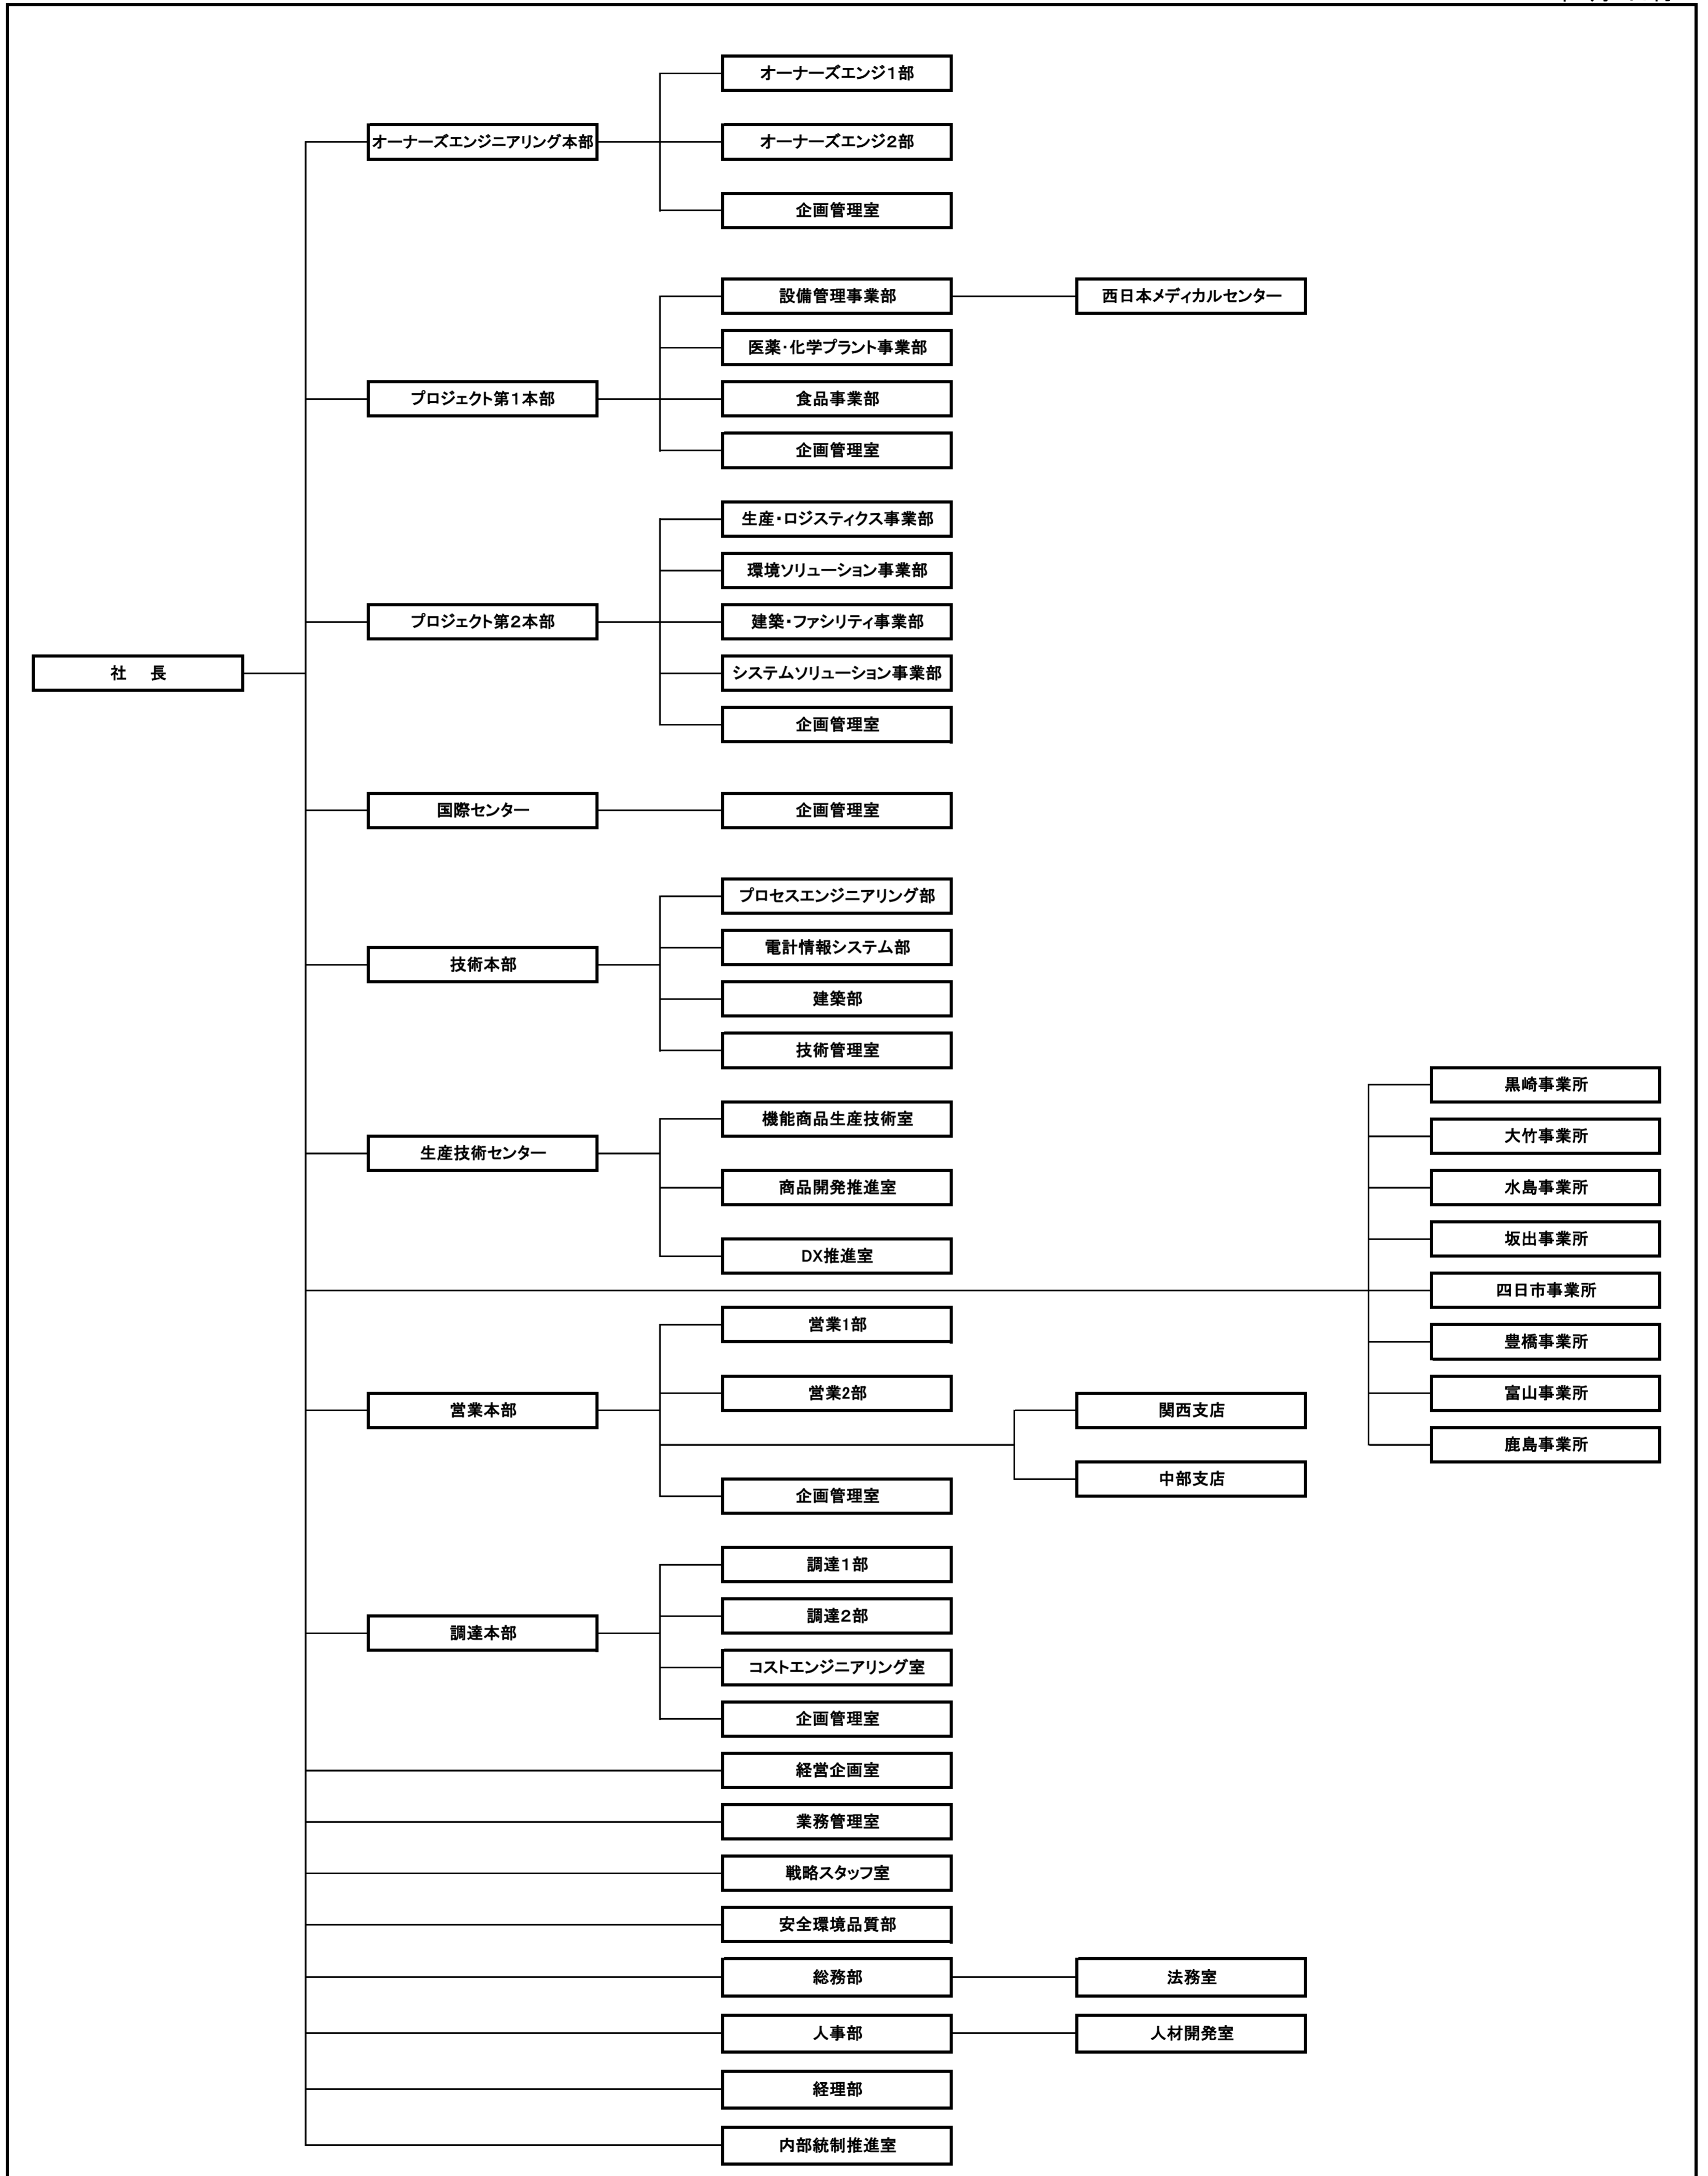 オーナーズエンジ1部
オーナーズエンジニアリング本部
オーナーズエンジ2部
企画管理室
設備管理事業部
西日本メディカルセンター
医薬・化学プラント事業部
プロジェクト第1本部
食品事業部
企画管理室
生産・ロジスティクス事業部
環境ソリューション事業部
プロジェクト第2本部
建築・ファシリティ事業部
社　長
システムソリューション事業部
企画管理室
国際センター
企画管理室
プロセスエンジニアリング部
電計情報システム部
技術本部
建築部
技術管理室
黒崎事業所
機能商品生産技術室
大竹事業所
生産技術センター
商品開発推進室
水島事業所
坂出事業所
DX推進室
四日市事業所
営業1部
豊橋事業所
営業2部
富山事業所
営業本部
関西支店
鹿島事業所
中部支店
企画管理室
調達1部
調達2部
調達本部
コストエンジニアリング室
企画管理室
経営企画室
業務管理室
戦略スタッフ室
安全環境品質部
総務部
法務室
人事部
人材開発室
経理部
内部統制推進室